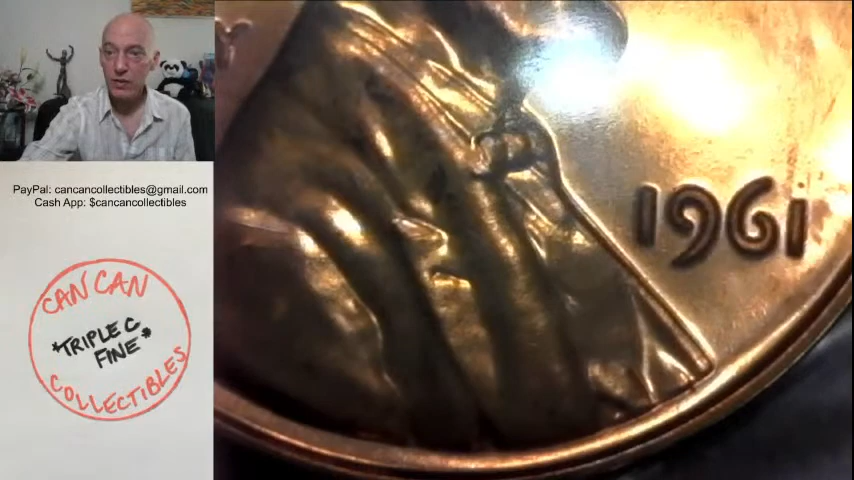 PayPal: cancancollectibles@gmail.com
Cash App: $cancancollectibles
CAN CAN
*TRIPLE C
FINE*
COLLECTIBLES
1961